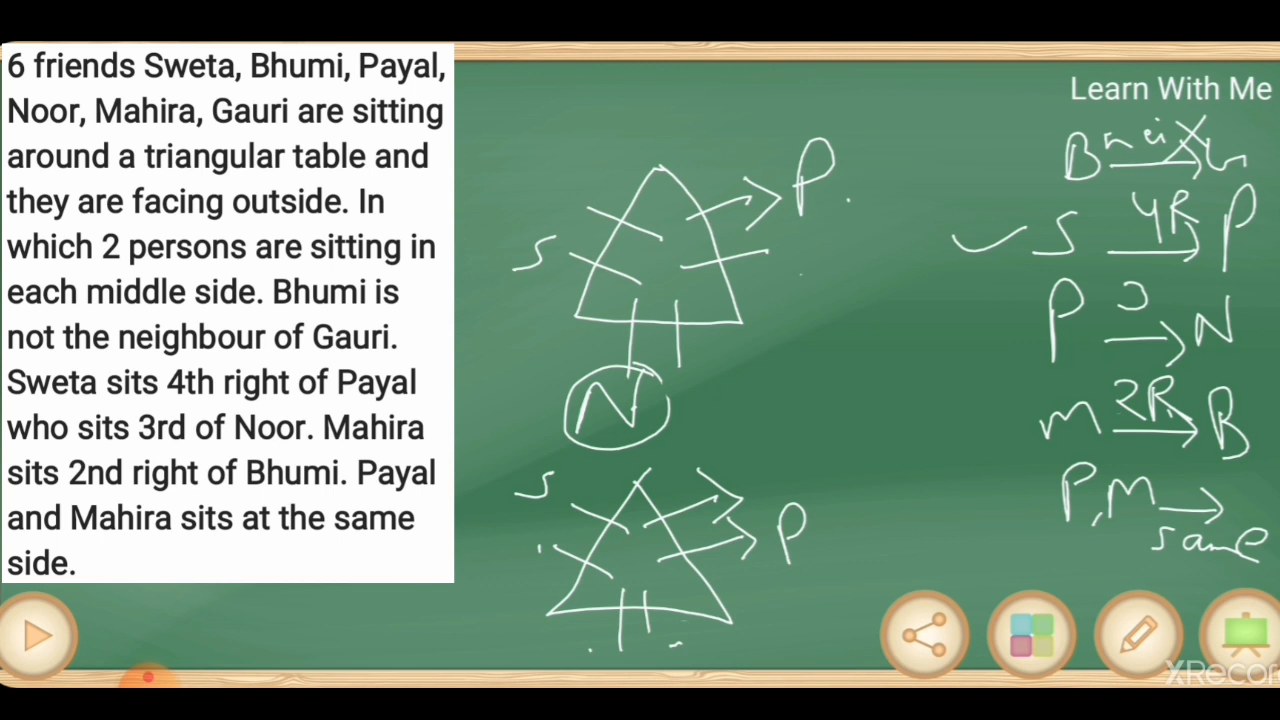 6 friends Sweta, Bhumi, Payal,
Noor, Mahira, Gauri are sitting
around a triangular table and
they are facing outside. In
which 2 persons are sitting in
each middle side. Bhumi is
not the neighbour of Gauri.
Sweta sits 4th right of Payal
who sits 3rd of Noor. Mahira
sits 2nd right of Bhumi. Payal
and Mahira sits at the same
side.
Learn With Me
B
S 4R P
P 3 N
M 2R B
P, M same
P
S
N
S
P
XRecor